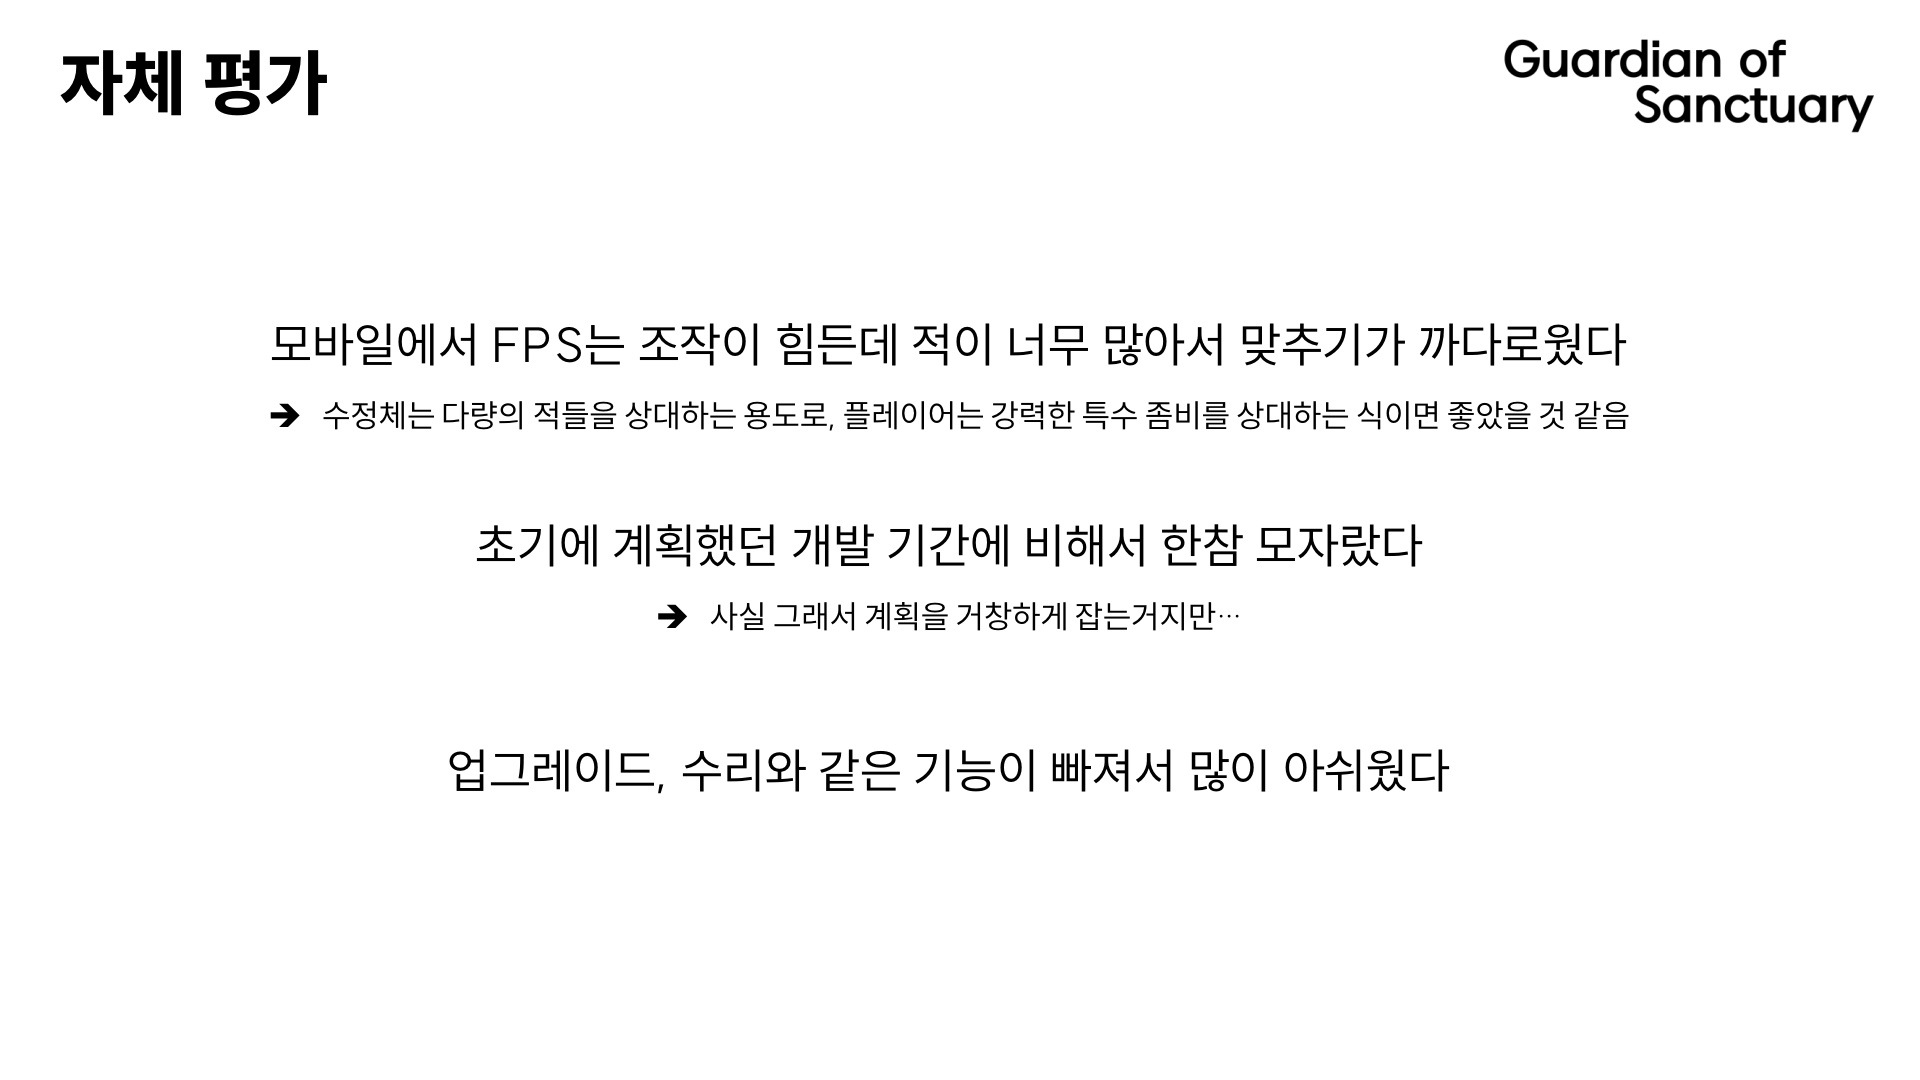 자체 평가
Guardian of
Sanctuary
모바일에서 FPS는 조작이 힘든데 적이 너무 많아서 맞추기가 까다로웠다
➔ 수정체는 다량의 적들을 상대하는 용도로, 플레이어는 강력한 특수 좀비를 상대하는 식이면 좋았을 것 같음
초기에 계획했던 개발 기간에 비해서 한참 모자랐다
➔ 사실 그래서 계획을 거창하게 잡는거지만…
업그레이드, 수리와 같은 기능이 빠져서 많이 아쉬웠다